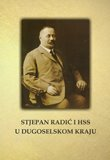 STJEPAN RADIĆ I HSS
U DUGOSELSKOM KRAJU